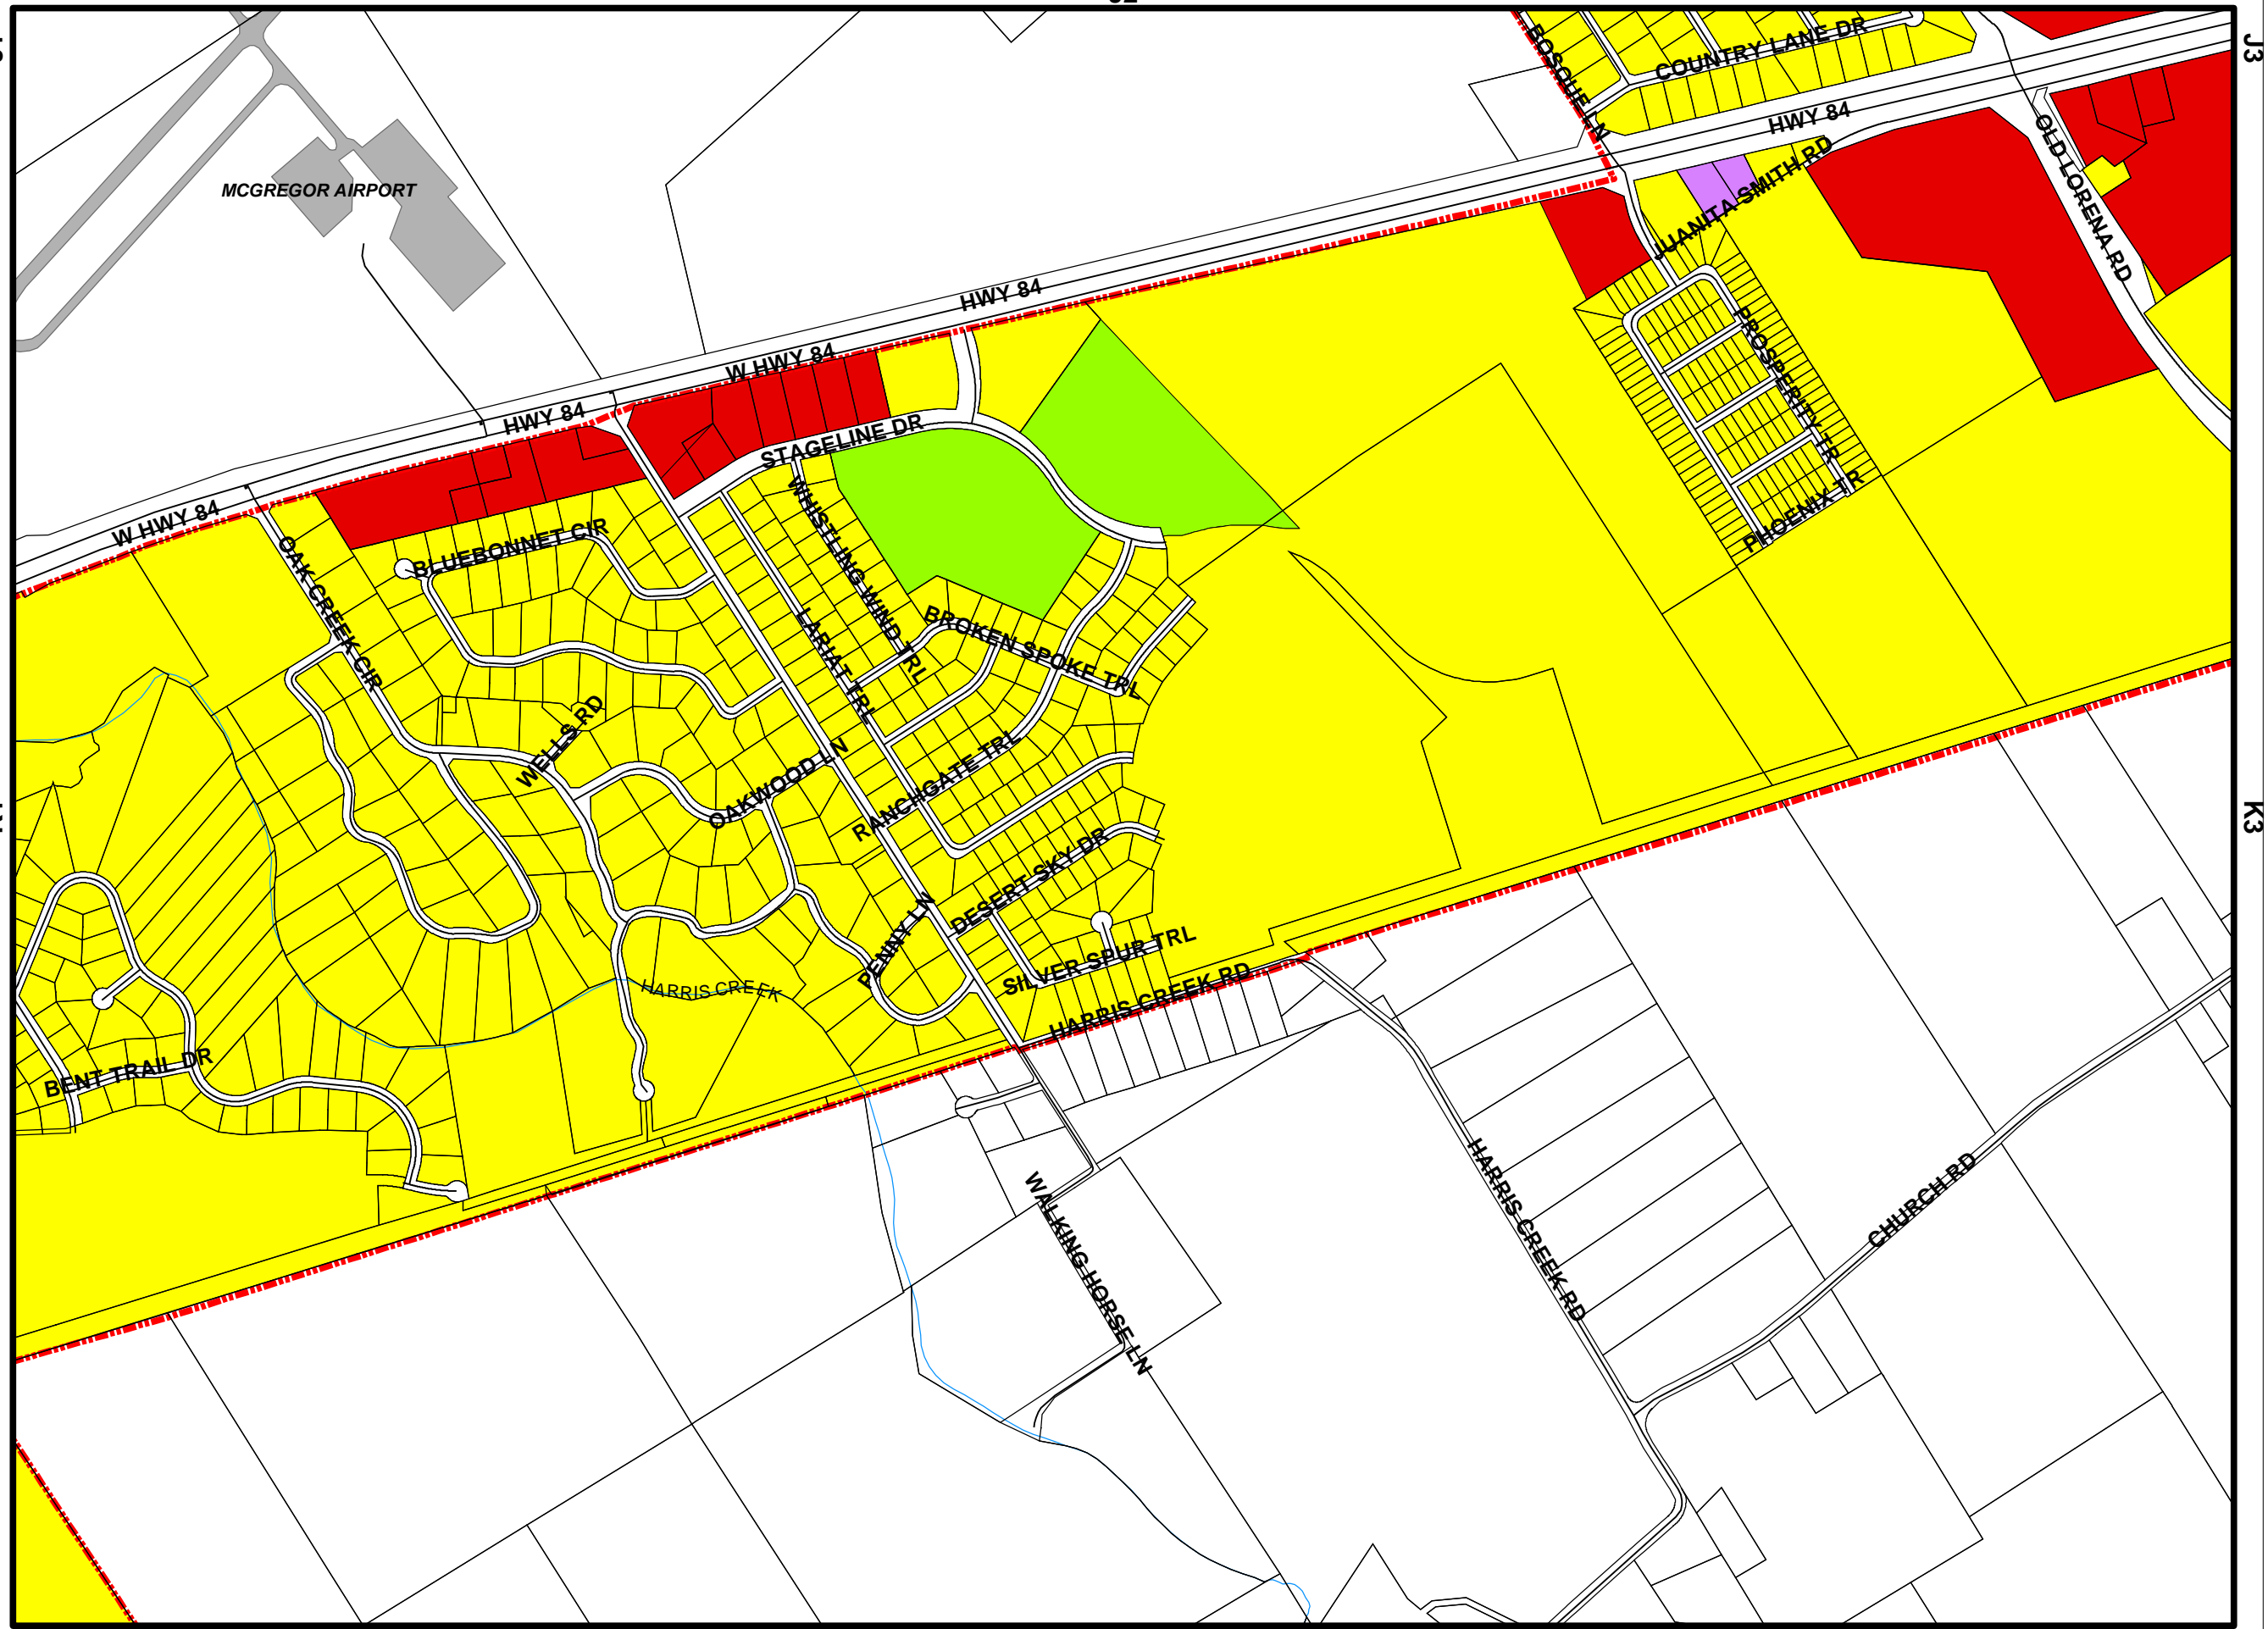 J3
BOSQUE LN
COUNTRY LANE DR
HWY 84
OLD LORENA RD
JUANITA SMITH RD
MCGREGOR AIRPORT
HWY 84
PROSPERITY TR
W HWY 84
HWY 84
STAGELINE DR
PHOENIX TR
W HWY 84
WHISTLING WIND TRL
BLUEBONNET CIR
OAK CREEK CIR
LARIAT TRL
BROKEN SPOKE TRL
WELLS RD
OAKWOOD LN
RANCHGATE TRL
K3
DESERT SKY DR
PENNY LN
SILVER SPUR TRL
HARRIS CREEK
HARRIS CREEK RD
BENT TRAIL DR
WALKING HORSE LN
HARRIS CREEK RD
CHURCH RD